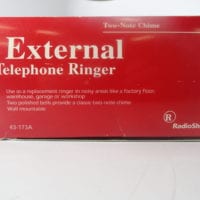 Two-Note Chime
External
Telephone Ringer
Use as a replacement ringer in noisy areas like a factory floor,
warehouse, garage or workshop
Two polished bells provide a classic two-note chime
Wall mountable
43-173A
R
RadioSh